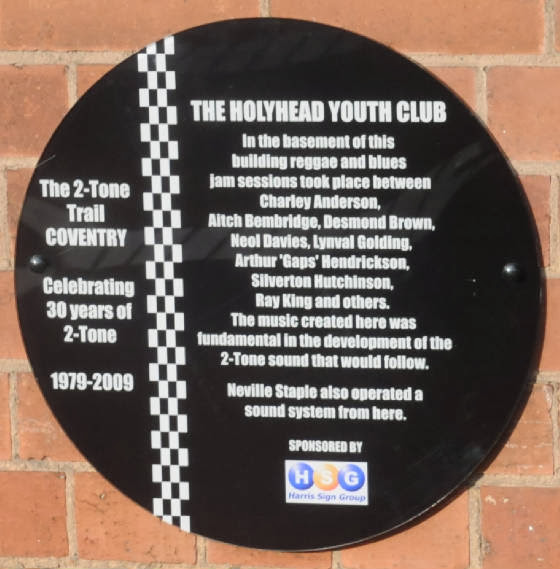 The 2-Tone
Trail
COVENTRY
Celebrating
30 years of
2-Tone
1979-2009
THE HOLYHEAD YOUTH CLUB
In the basement of this
building reggae and blues
jam sessions took place between
Charley Anderson,
Aitch Bembridge, Desmond Brown,
Neol Davies, Lynval Golding,
Arthur 'Gaps' Hendrickson,
Silverton Hutchinson,
Ray King and others.
The music created here was
fundamental in the development of the
2-Tone sound that would follow.
Neville Staple also operated a
sound system from here.
SPONSORED BY
HSG
Harris Sign Group